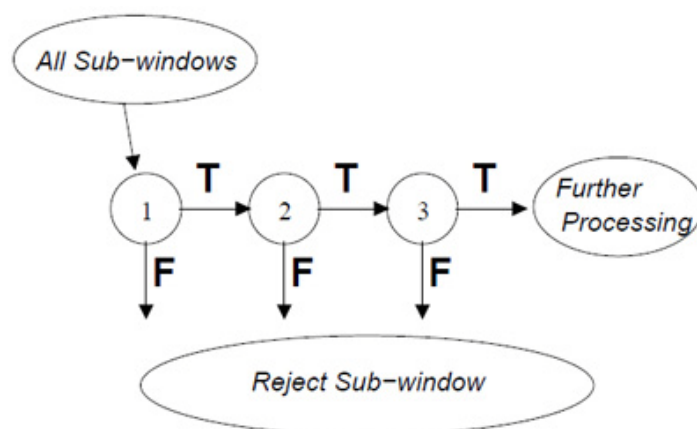 All Sub−windows
T
T
T
1
2
3
Further
Processing
F
F
F
Reject Sub−window